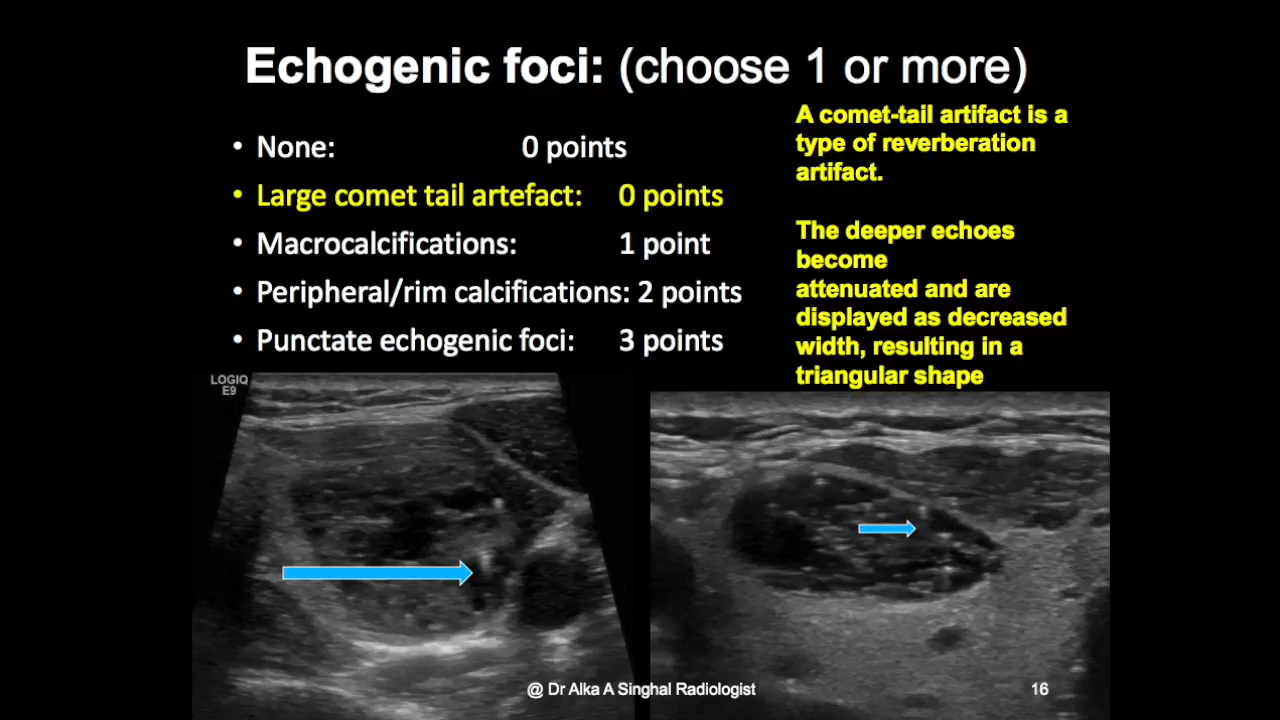 Echogenic foci: (choose 1 or more)
• None: 0 points
• Large comet tail artefact: 0 points
• Macrocalcifications: 1 point
• Peripheral/rim calcifications: 2 points
• Punctate echogenic foci: 3 points
A comet-tail artifact is a
type of reverberation
artifact.
The deeper echoes
become
attenuated and are
displayed as decreased
width, resulting in a
triangular shape
LOGIQ
E9
@ Dr Alka A Singhal Radiologist
16